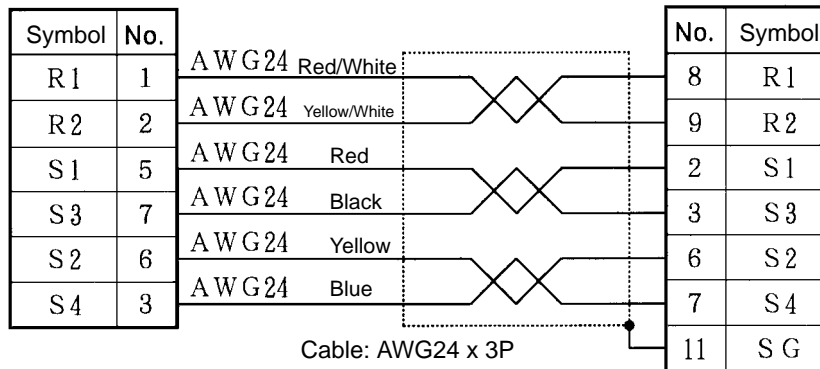 Symbol No. No. Symbol
R1 1 AWG24 Red/White 8 R1
R2 2 AWG24 Yellow/White 9 R2
S1 5 AWG24 Red 2 S1
S3 7 AWG24 Black 3 S3
S2 6 AWG24 Yellow 6 S2
S4 3 AWG24 Blue 7 S4
Cable: AWG24 x 3P 11 SG